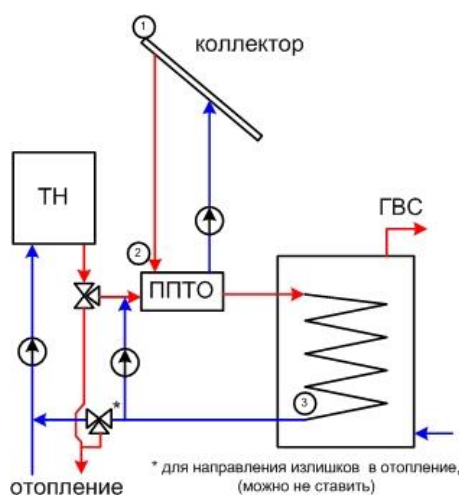 1
коллектор
ТН
ГВС
2
ППТО
*
3
отопление
* для направления излишков в отопление,
(можно не ставить)